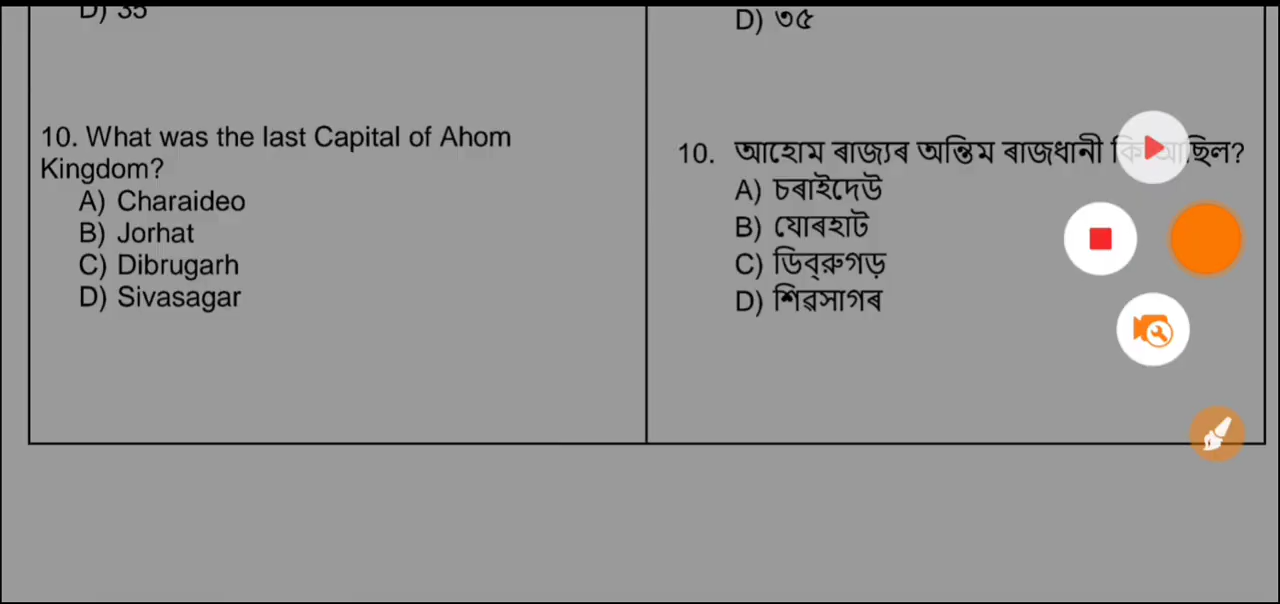 D) 35
10. What was the last Capital of Ahom
Kingdom?
A) Charaideo
B) Jorhat
C) Dibrugarh
D) Sivasagar
D) ৩৫
10. আহোম ৰাজ্যৰ অন্তিম ৰাজধানী কি আছিল?
A) চৰাইদেউ
B) যোৰহাট
C) ডিব্ৰুগড়
D) শিৱসাগৰ